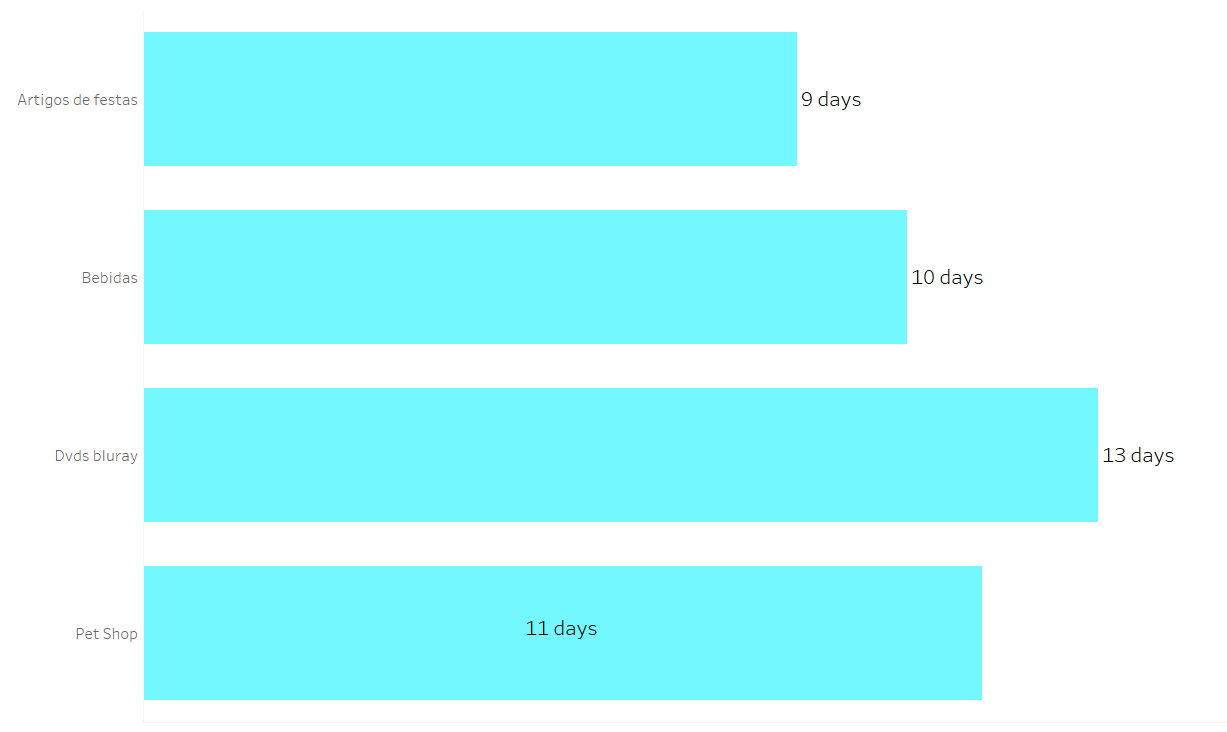 Artigos de festas
9 days
Bebidas
10 days
Dvds bluray
13 days
Pet Shop
11 days